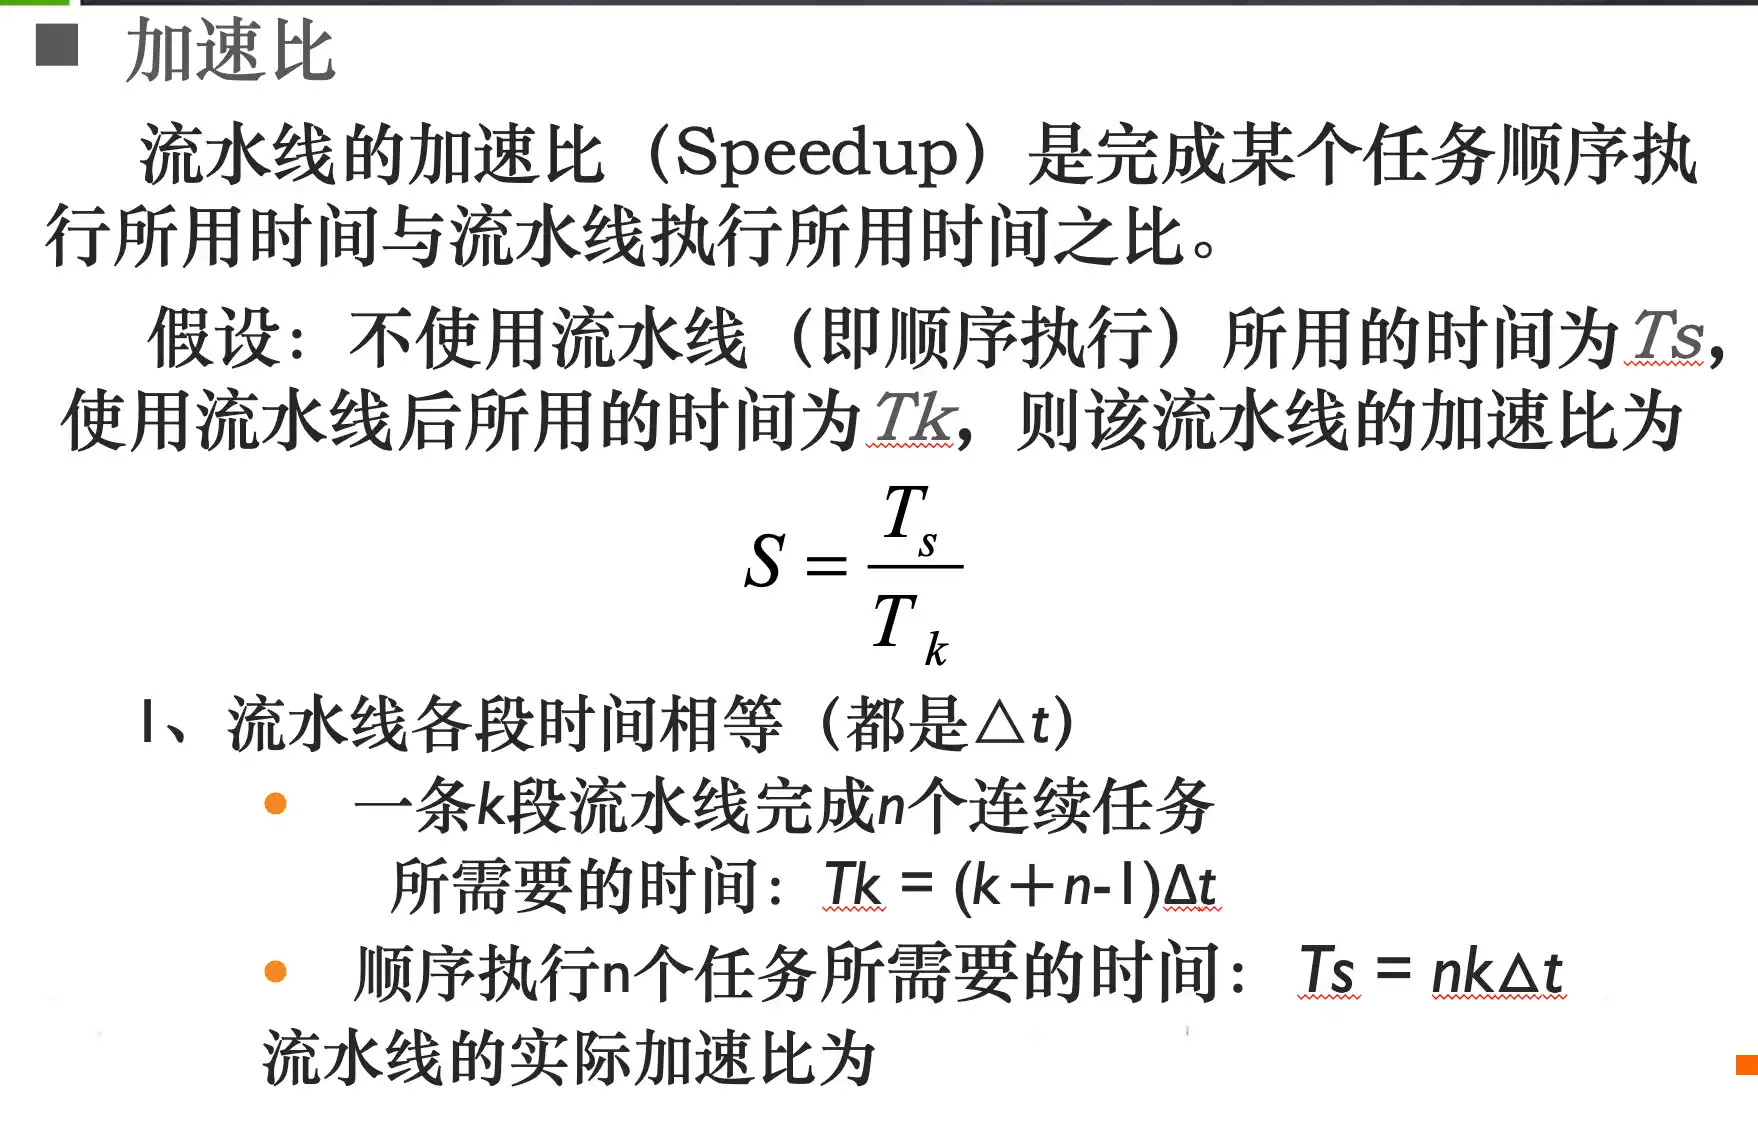 加速比
流水线的加速比（Speedup）是完成某个任务顺序执
行所用时间与流水线执行所用时间之比。
假设：不使用流水线（即顺序执行）所用的时间为Ts，
使用流水线后所用的时间为Tk，则该流水线的加速比为
S = T_s / T_k
1、流水线各段时间相等（都是△t）
• 一条k段流水线完成n个连续任务
所需要的时间：Tk = (k＋n-1)Δt
• 顺序执行n个任务所需要的时间： Ts = nk△t
流水线的实际加速比为